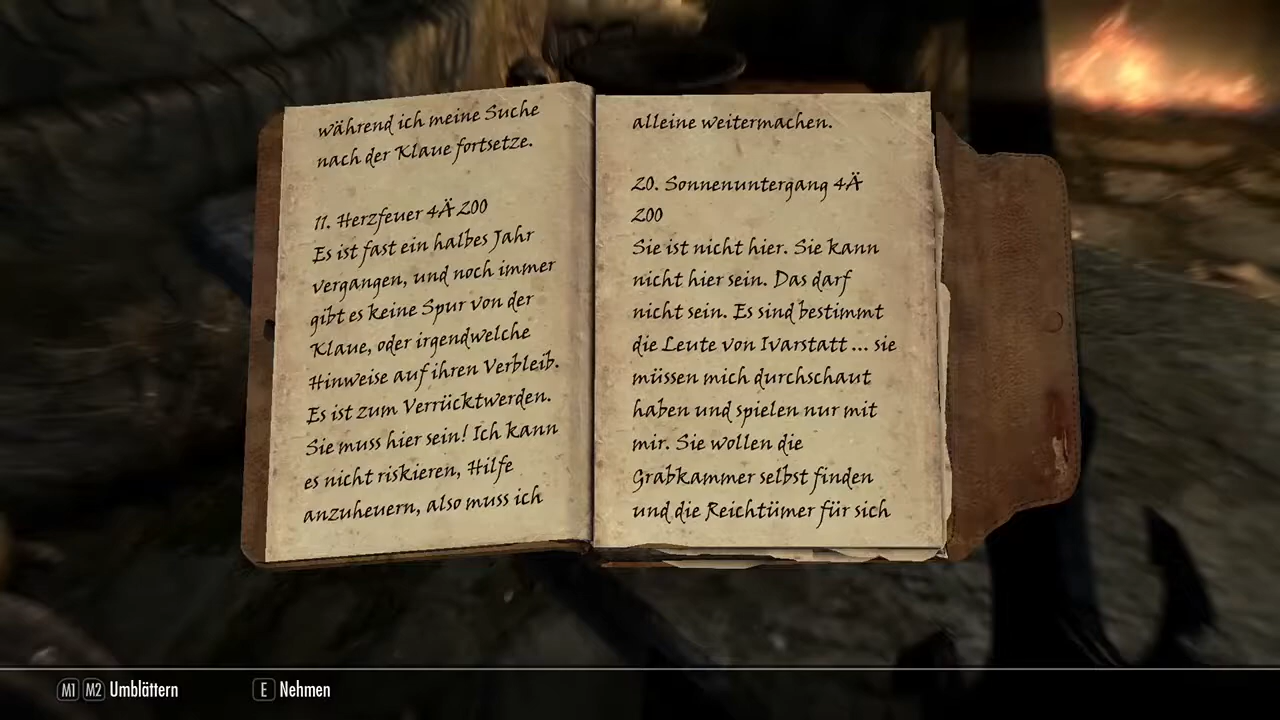 während ich meine Suche
nach der Klaue fortsetze.
11. Herzfeuer 4Ä 200
Es ist fast ein halbes Jahr
vergangen, und noch immer
gibt es keine Spur von der
Klaue, oder irgendwelche
Hinweise auf ihren Verbleib.
Es ist zum Verrücktwerden.
Sie muss hier sein! Ich kann
es nicht riskieren, Hilfe
anzuheuern, also muss ich
alleine weitermachen.
20. Sonnenuntergang 4Ä
200
Sie ist nicht hier. Sie kann
nicht hier sein. Das darf
nicht sein. Es sind bestimmt
die Leute von Ivarstatt ... sie
müssen mich durchschaut
haben und spielen nur mit
mir. Sie wollen die
Grabkammer selbst finden
und die Reichtümer für sich
M1 M2 Umblättern
E Nehmen